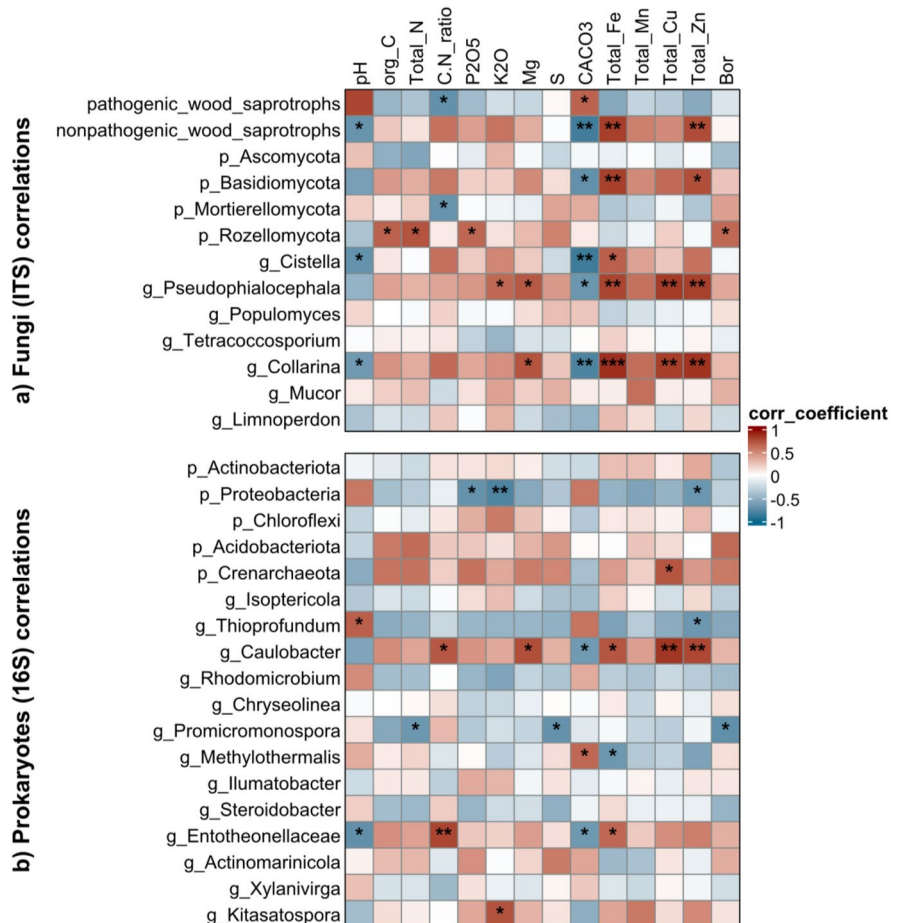 pH
org_C
Total_N
C.N_ratio
P2O5
K2O
Mg
S
CACO3
Total_Fe
Total_Mn
Total_Cu
Total_Zn
Bor
a) Fungi (ITS) correlations
pathogenic_wood_saprotrophs * *
nonpathogenic_wood_saprotrophs * ** ** **
p_Ascomycota
p_Basidiomycota * ** *
p_Mortierellomycota *
p_Rozellomycota * * * *
g_Cistella * ** *
g_Pseudophialocephala * * * ** ** **
g_Populomyces
g_Tetracoccosporium
g_Collarina * * ** *** ** **
g_Mucor
g_Limnoperdon
corr_coefficient
1
0.5
0
-0.5
-1
b) Prokaryotes (16S) correlations
p_Actinobacteriota
p_Proteobacteria * ** *
p_Chloroflexi
p_Acidobacteriota
p_Crenarchaeota *
g_Isoptericola
g_Thioprofundum * *
g_Caulobacter * * * * ** **
g_Rhodomicrobium
g_Chryseolinea
g_Promicromonospora * * *
g_Methylothermalis * *
g_Ilumatobacter
g_Steroidobacter
g_Entotheonellaceae * ** * *
g_Actinomarinicola
g_Xylanivirga
g_Kitasatospora *